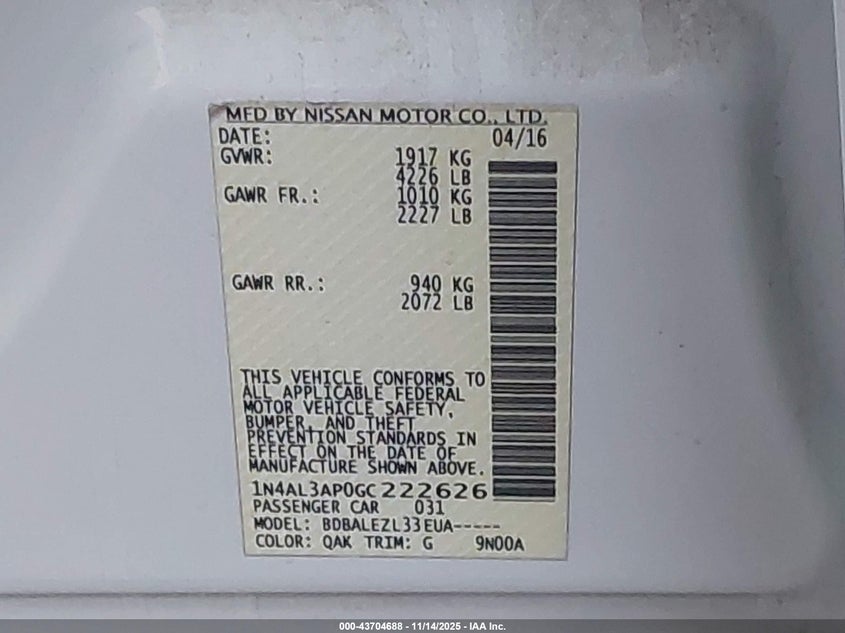 MFD BY NISSAN MOTOR CO., LTD.
DATE: 04/16
GVWR: 1917 KG
4226 LB
GAWR FR.: 1010 KG
2227 LB
GAWR RR.: 940 KG
2072 LB
THIS VEHICLE CONFORMS TO
ALL APPLICABLE FEDERAL
MOTOR VEHICLE SAFETY,
BUMPER, AND THEFT
PREVENTION STANDARDS IN
EFFECT ON THE DATE OF
MANUFACTURE SHOWN ABOVE.
1N4AL3AP0GC222626
PASSENGER CAR 031
MODEL: BDBALEZL33EUA-----
COLOR: QAK TRIM: G 9N00A
000-43704688 - 11/14/2025 - IAA Inc.